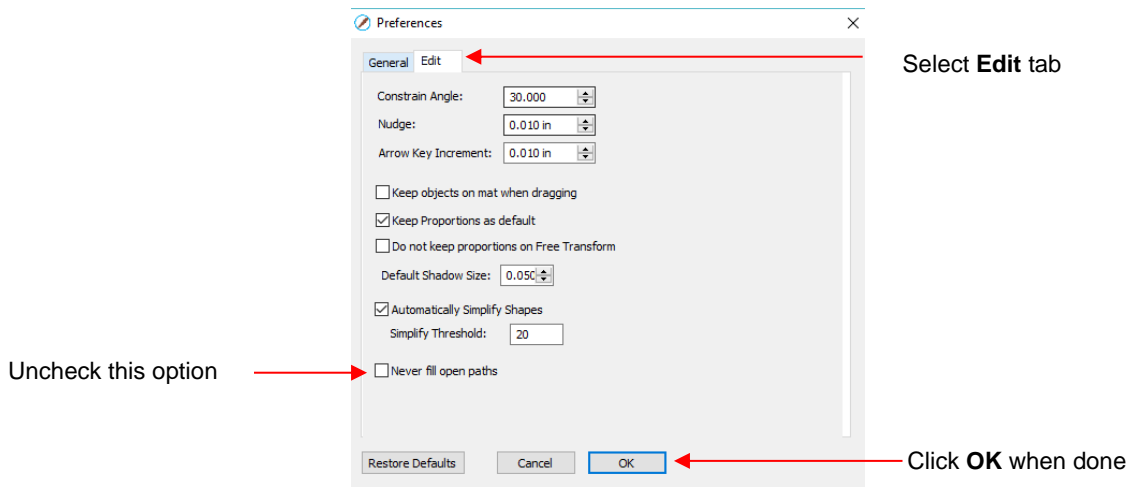 Preferences
General Edit
Select Edit tab
Constrain Angle: 30.000
Nudge: 0.010 in
Arrow Key Increment: 0.010 in
Keep objects on mat when dragging
Keep Proportions as default
Do not keep proportions on Free Transform
Default Shadow Size: 0.050
Automatically Simplify Shapes
Simplify Threshold: 20
Uncheck this option
Never fill open paths
Restore Defaults Cancel OK
Click OK when done